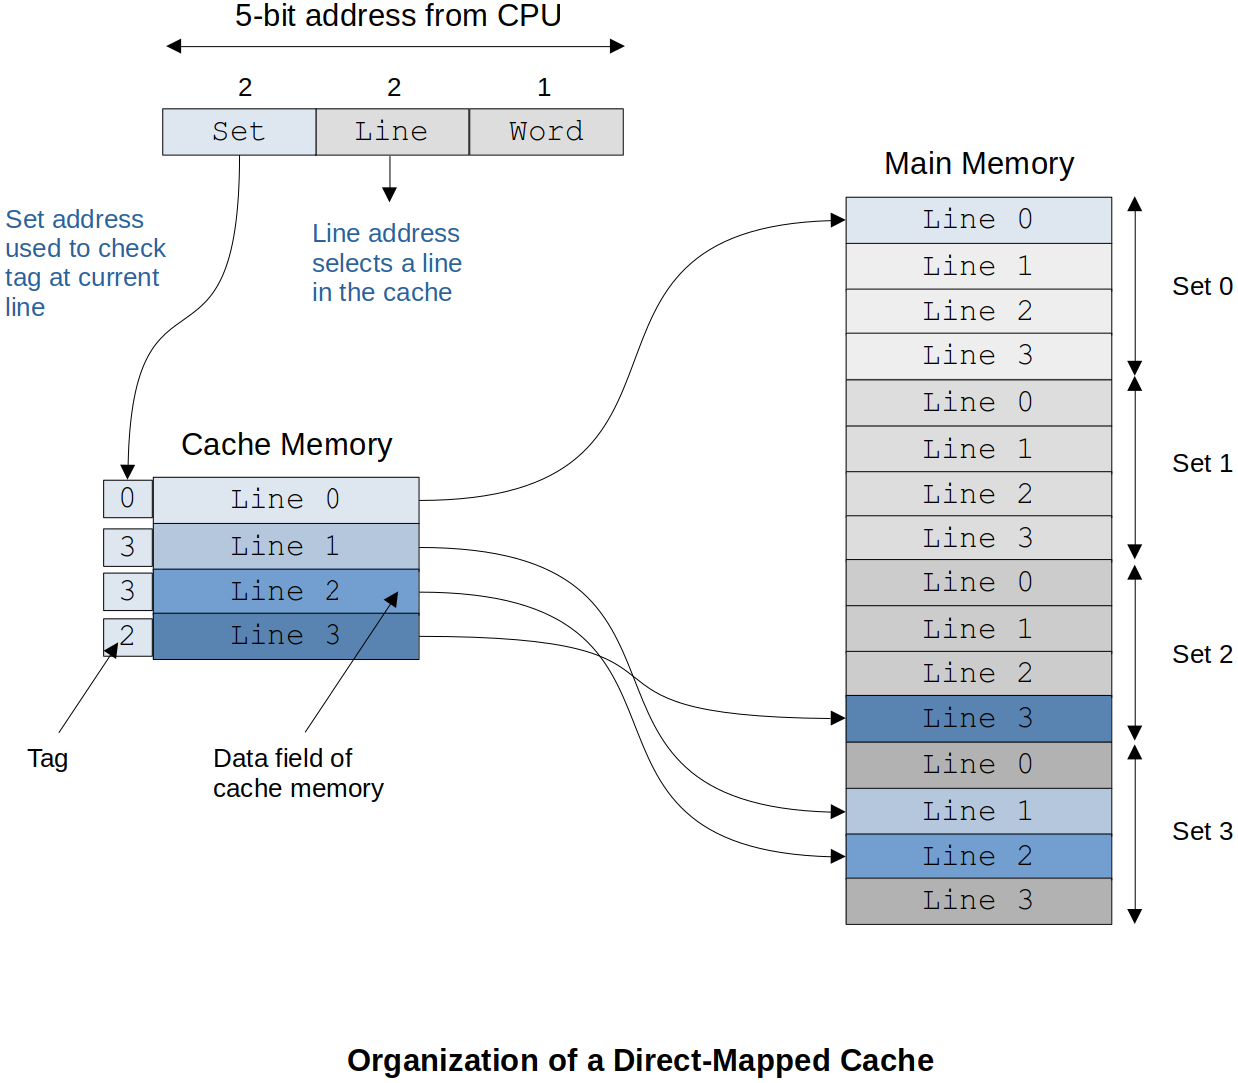 5-bit address from CPU
2 2 1
Set Line Word
Set address
used to check
tag at current
line
Line address
selects a line
in the cache
Cache Memory
0 Line 0
3 Line 1
3 Line 2
2 Line 3
Tag
Data field of
cache memory
Main Memory
Line 0
Line 1
Line 2
Line 3
Set 0
Line 0
Line 1
Line 2
Line 3
Set 1
Line 0
Line 1
Line 2
Line 3
Set 2
Line 0
Line 1
Line 2
Line 3
Set 3
Organization of a Direct-Mapped Cache